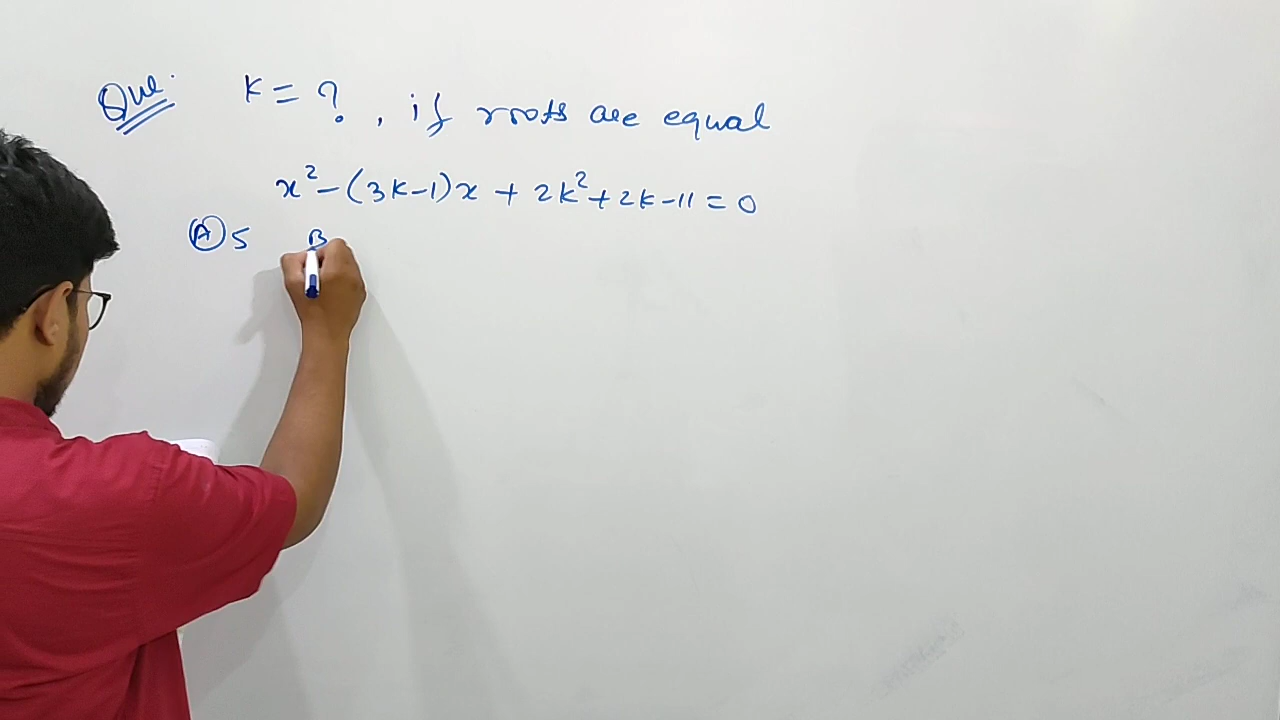 Que. K = ? , if roots are equal
x² - (3K-1)x + 2K² + 2K - 11 = 0
(A) 5 B